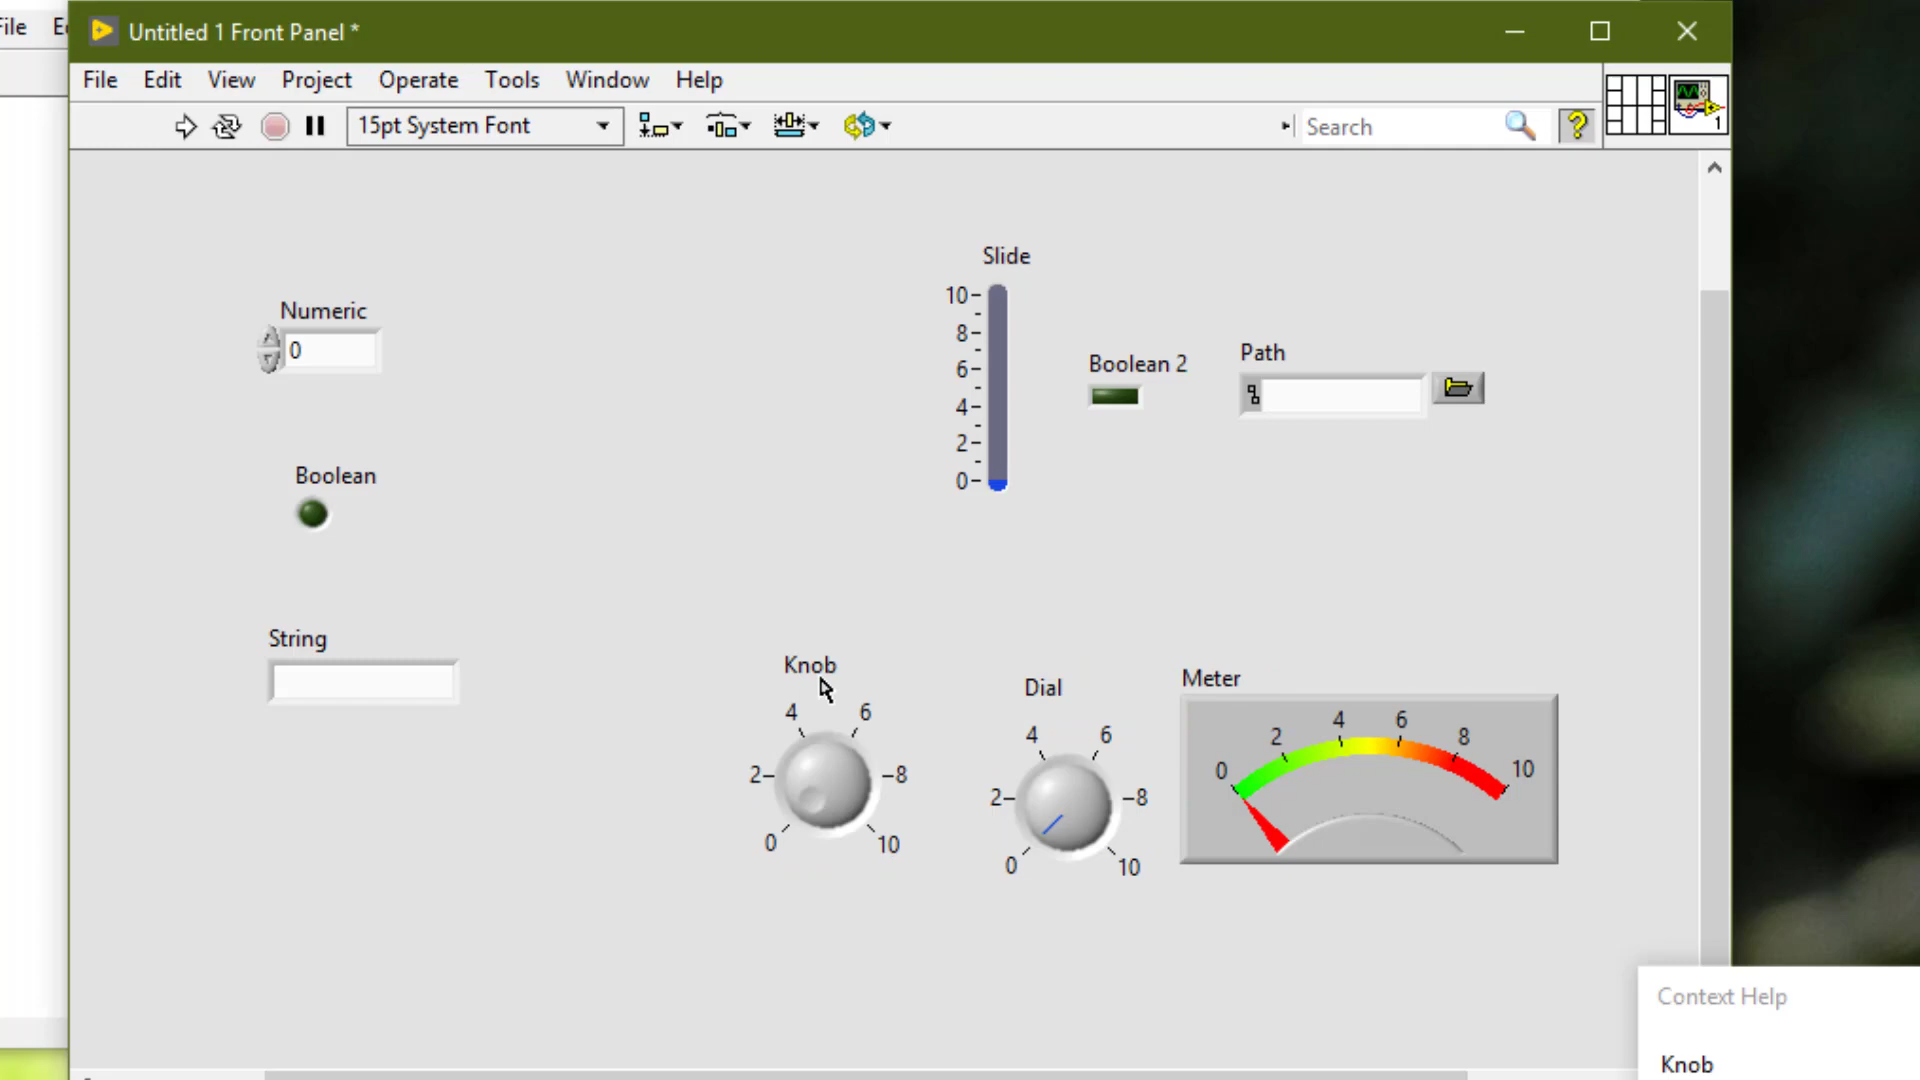 File
Untitled 1 Front Panel *
File Edit View Project Operate Tools Window Help
15pt System Font
Search
?
1
Slide
10
8
6
4
2
0
Numeric
0
Boolean 2
Path
Boolean
String
Knob
4 6
2 8
0 10
Dial
4 6
2 8
0 10
Meter
0 2 4 6 8 10
Context Help
Knob